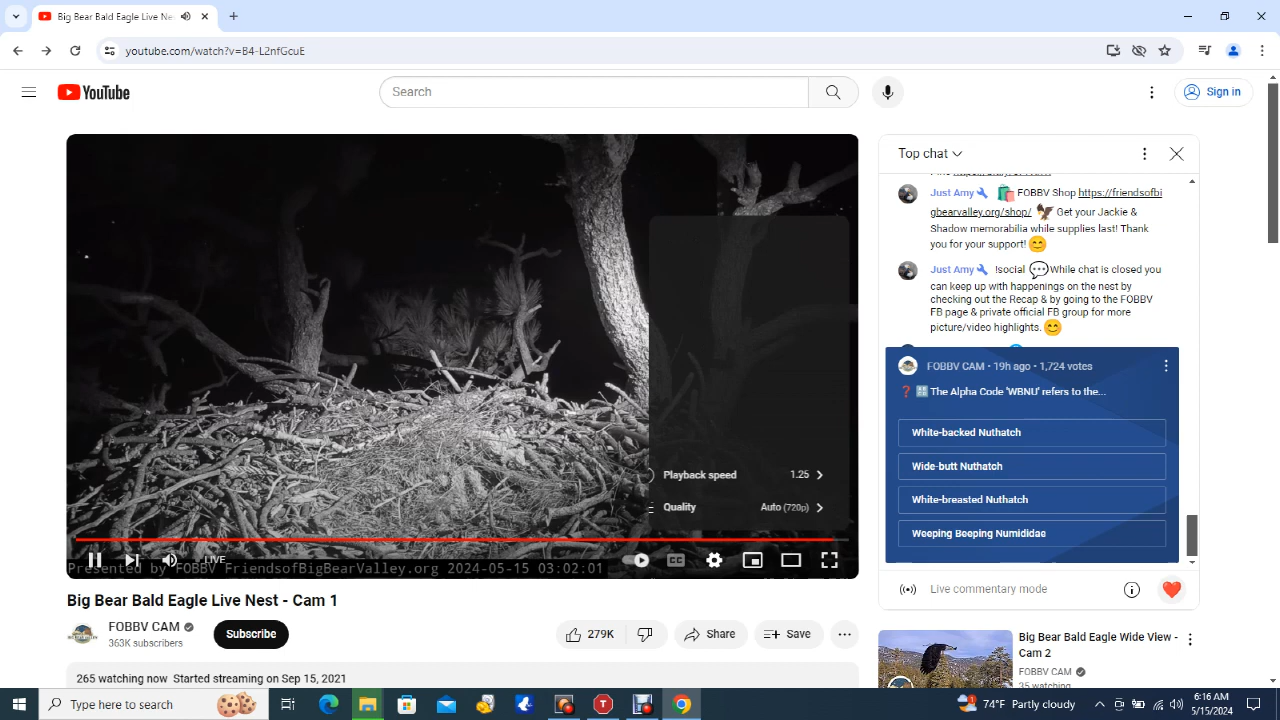 Big Bear Bald Eagle Live Ne
youtube.com/watch?v=B4-L2nfGcuE
YouTube
Search
Sign in
Top chat
Just Amy FOBBV Shop https://friendsofbi
gbearvalley.org/shop/ Get your Jackie &
Shadow memorabilia while supplies last! Thank
you for your support!
Just Amy !social While chat is closed you
can keep up with happenings on the nest by
checking out the Recap & by going to the FOBBV
FB page & private official FB group for more
picture/video highlights.
FOBBV CAM • 19h ago • 1,724 votes
The Alpha Code 'WBNU' refers to the...
White-backed Nuthatch
Wide-butt Nuthatch
White-breasted Nuthatch
Weeping Beeping Numididae
Live commentary mode
Playback speed 1.25
Quality Auto (720p)
LIVE
CC
Presented by FOBBV FriendsofBigBearValley.org 2024-05-15 03:02:01
Big Bear Bald Eagle Live Nest - Cam 1
FOBBV CAM
363K subscribers
Subscribe
279K
Share
Save
265 watching now Started streaming on Sep 15, 2021
Big Bear Bald Eagle Wide View -
Cam 2
FOBBV CAM
35 watching
Type here to search
74°F Partly cloudy
6:16 AM
5/15/2024